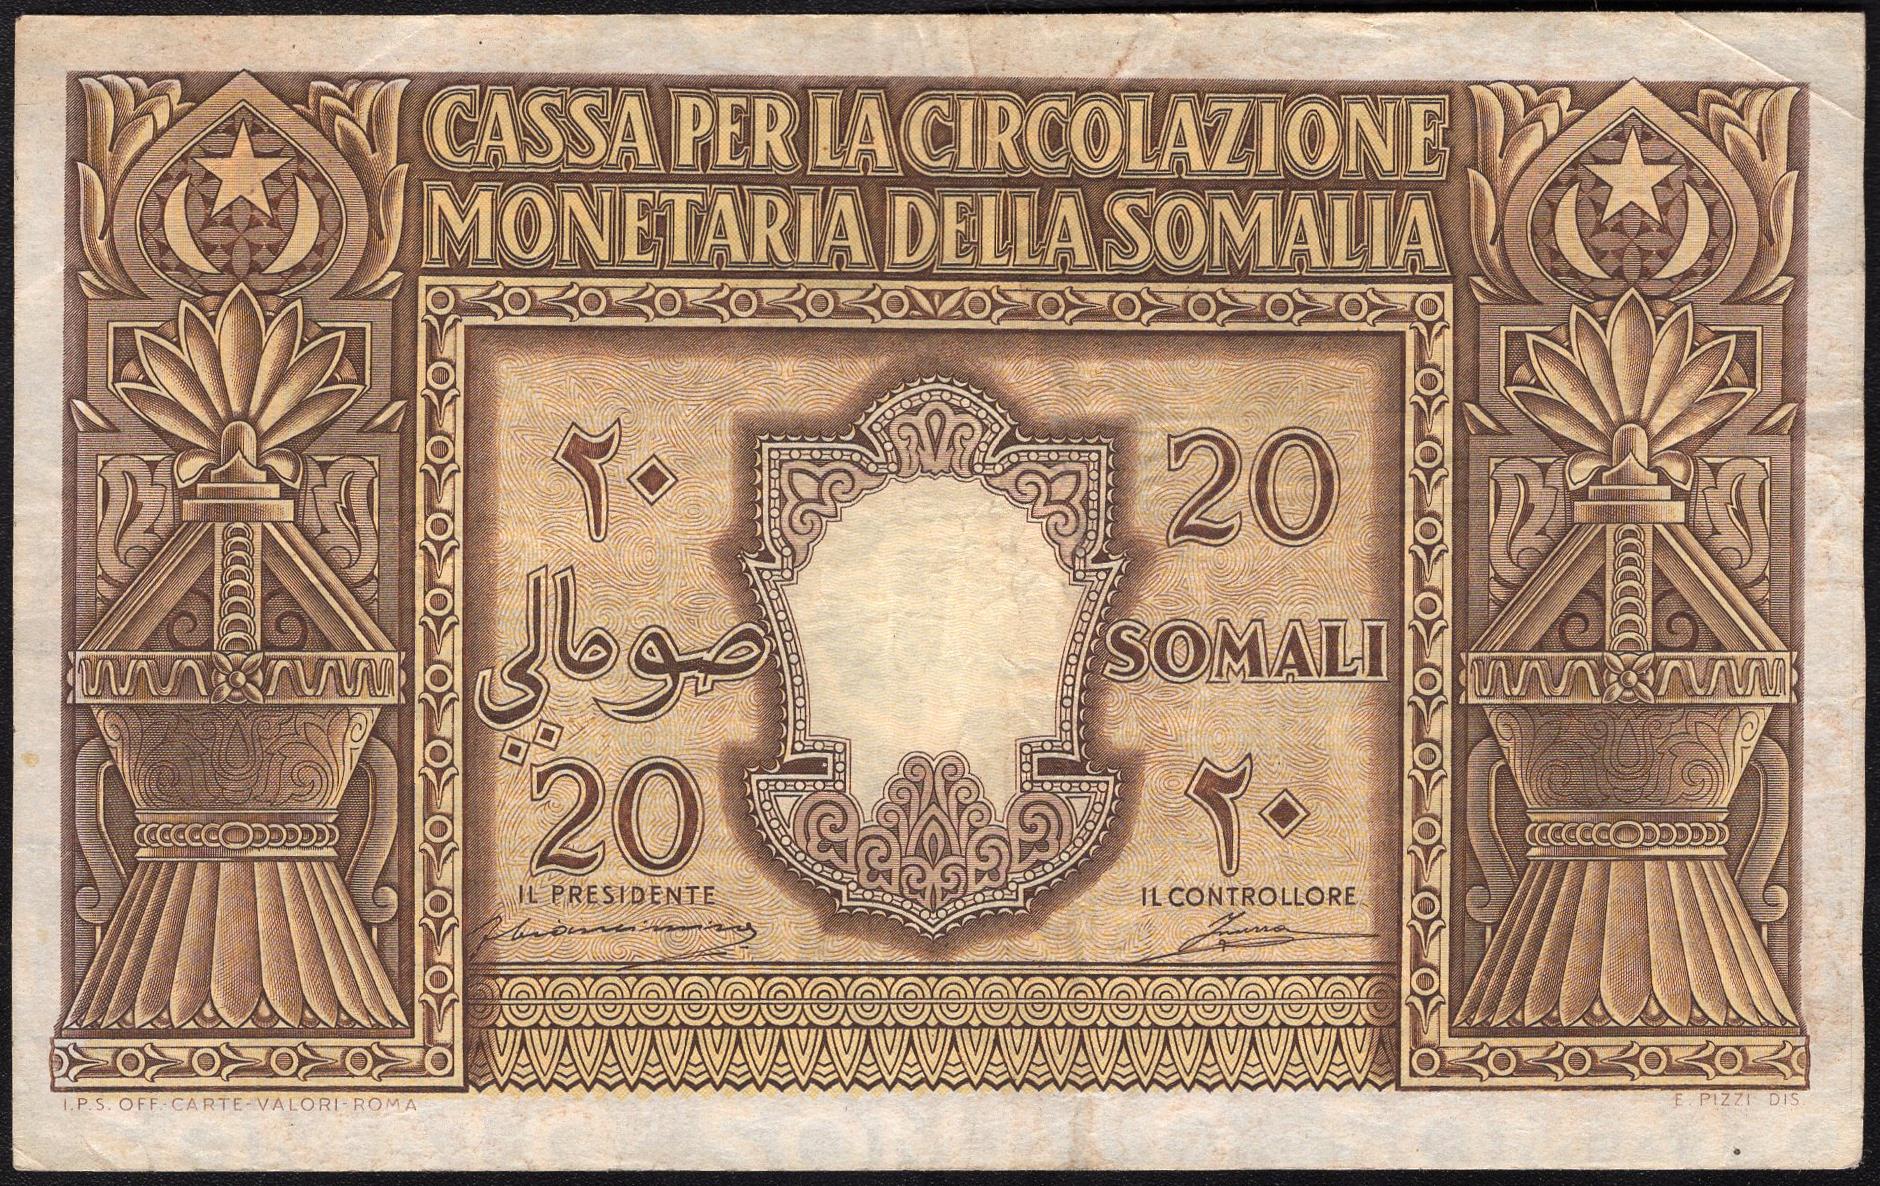 CASSA PER LA CIRCOLAZIONE
MONETARIA DELLA SOMALIA
٢٠
20
صومالي
SOMALI
20
٢٠
IL PRESIDENTE
IL CONTROLLORE
I.P.S. OFF. CARTE-VALORI-ROMA
E. PIZZI DIS.